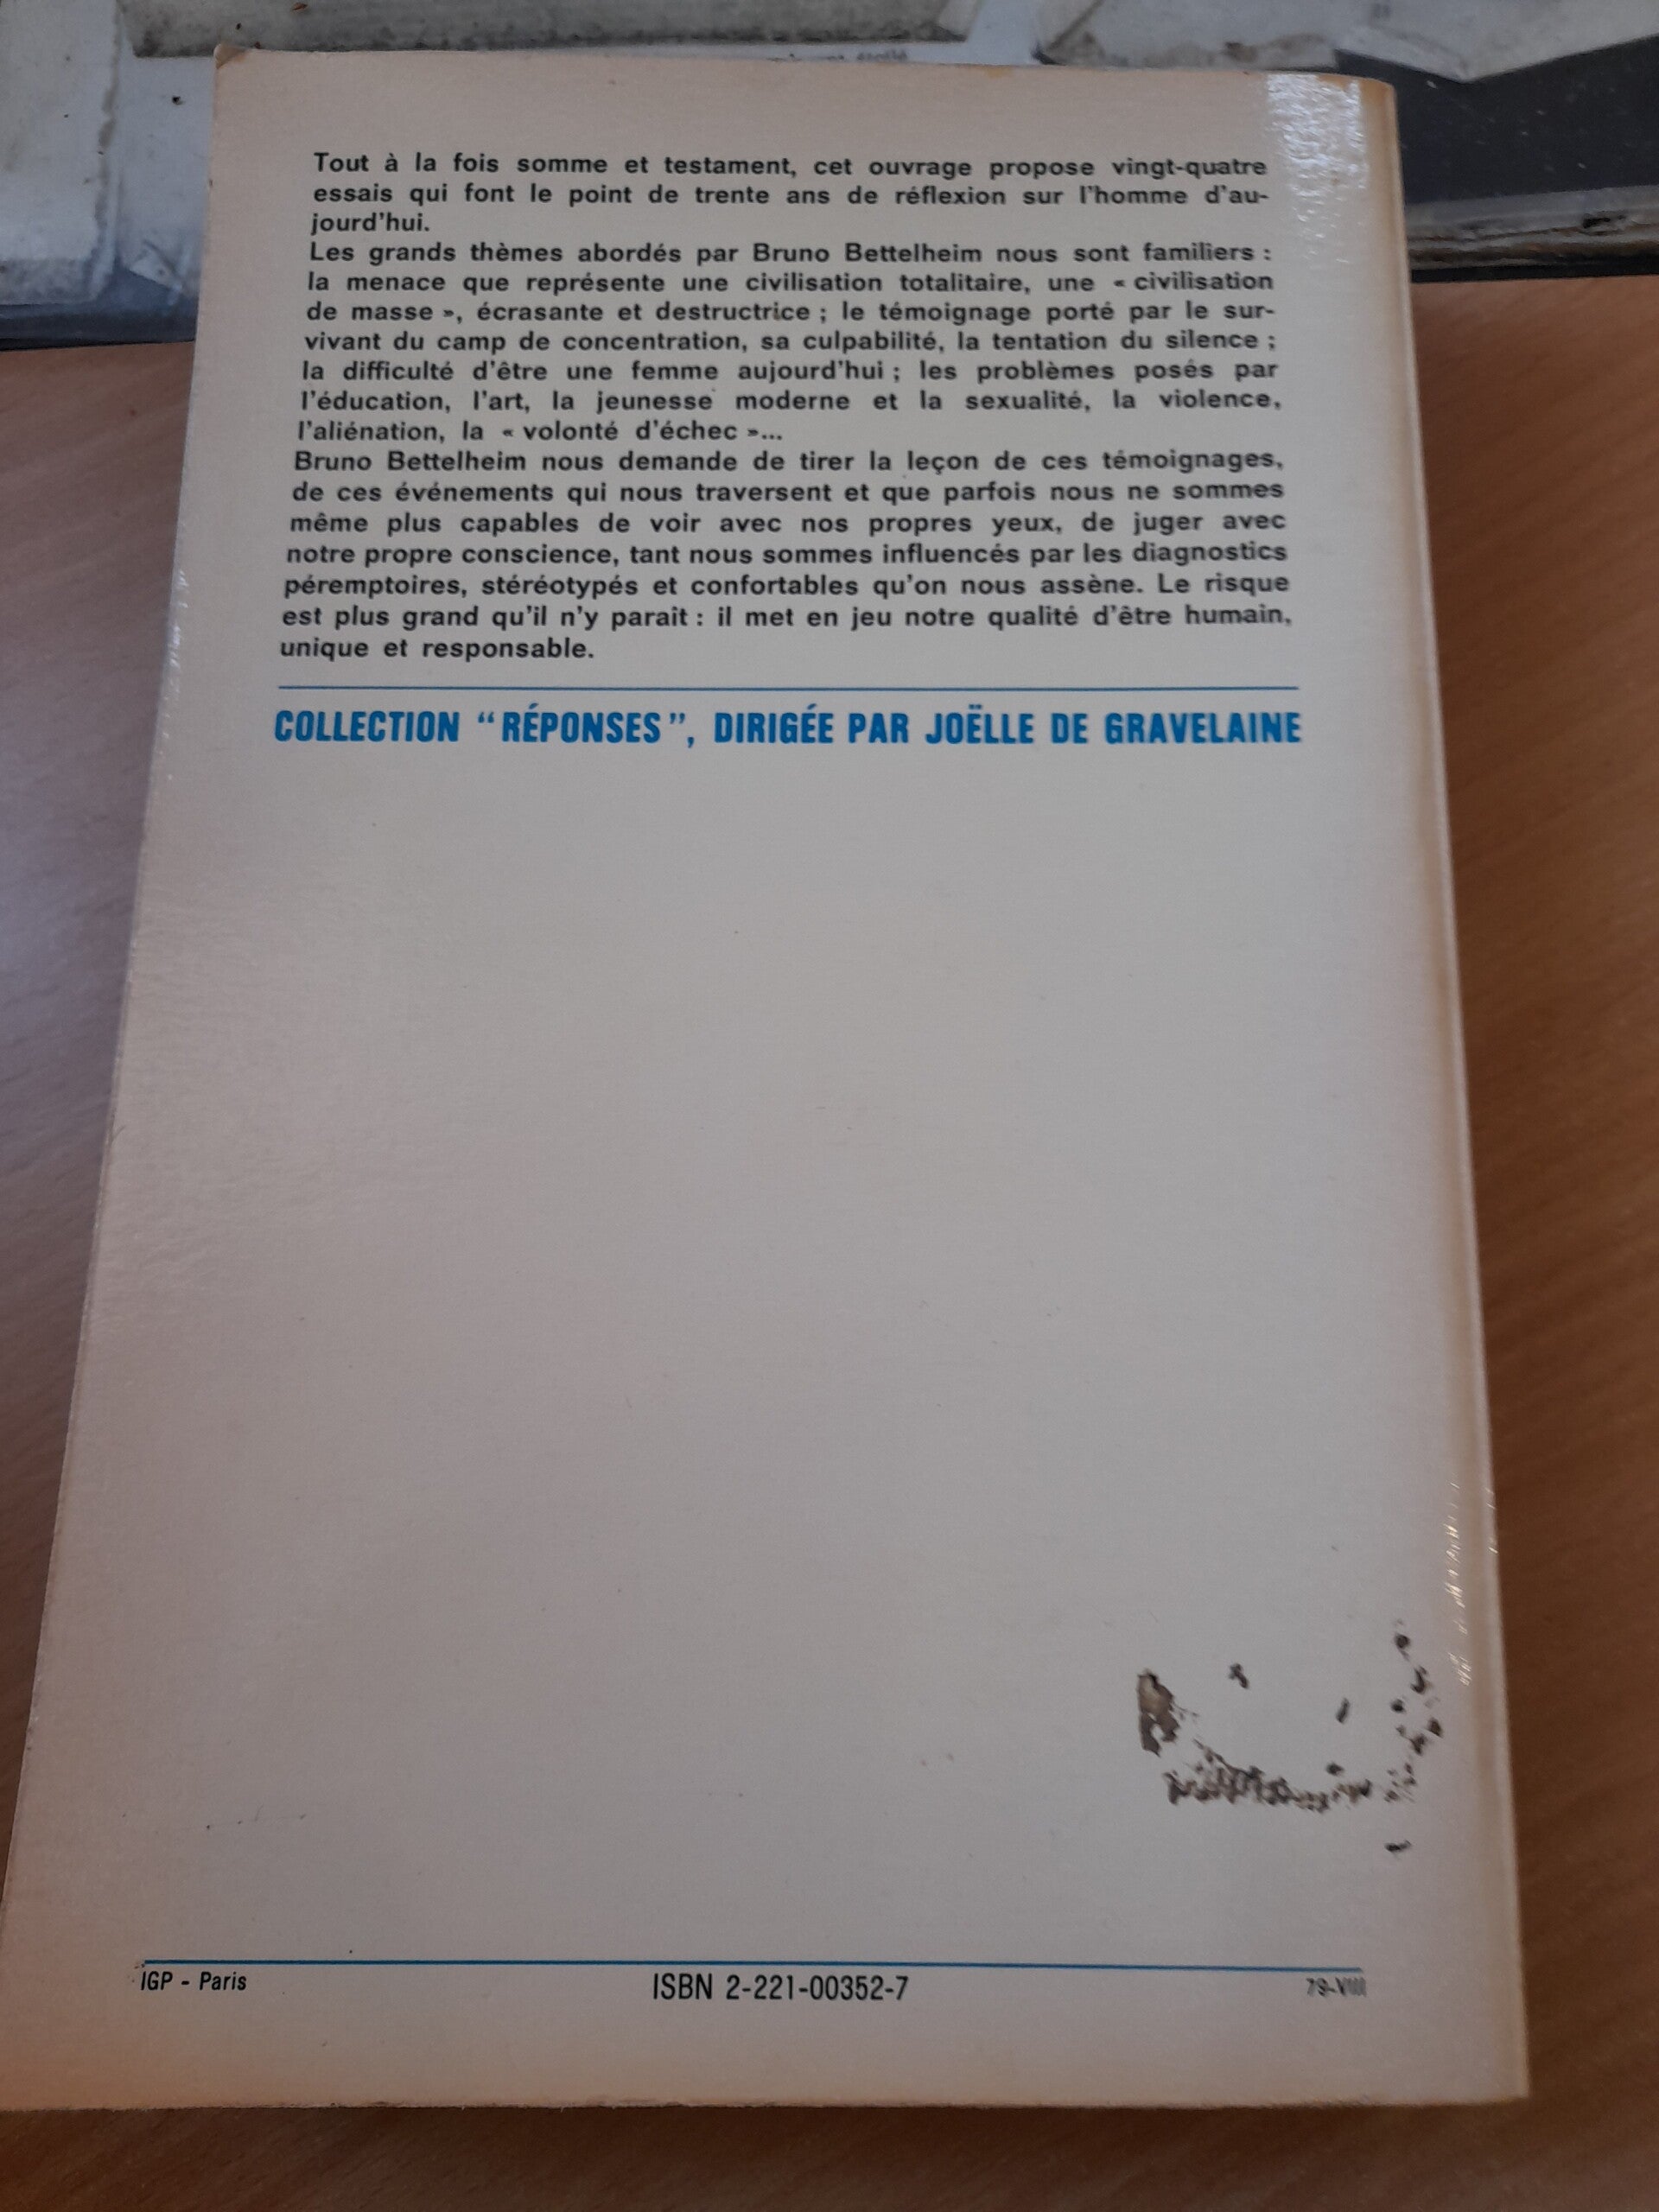 Tout à la fois somme et testament, cet ouvrage propose vingt-quatre
essais qui font le point de trente ans de réflexion sur l'homme d'au-
jourd'hui.
Les grands thèmes abordés par Bruno Bettelheim nous sont familiers :
la menace que représente une civilisation totalitaire, une « civilisation
de masse », écrasante et destructrice ; le témoignage porté par le sur-
vivant du camp de concentration, sa culpabilité, la tentation du silence ;
la difficulté d'être une femme aujourd'hui ; les problèmes posés par
l'éducation, l'art, la jeunesse moderne et la sexualité, la violence,
l'aliénation, la « volonté d'échec »...
Bruno Bettelheim nous demande de tirer la leçon de ces témoignages,
de ces événements qui nous traversent et que parfois nous ne sommes
même plus capables de voir avec nos propres yeux, de juger avec
notre propre conscience, tant nous sommes influencés par les diagnostics
péremptoires, stéréotypés et confortables qu'on nous assène. Le risque
est plus grand qu'il n'y parait : il met en jeu notre qualité d'être humain,
unique et responsable.
COLLECTION "RÉPONSES", DIRIGÉE PAR JOËLLE DE GRAVELAINE
IGP - Paris
ISBN 2-221-00352-7
79-VIII